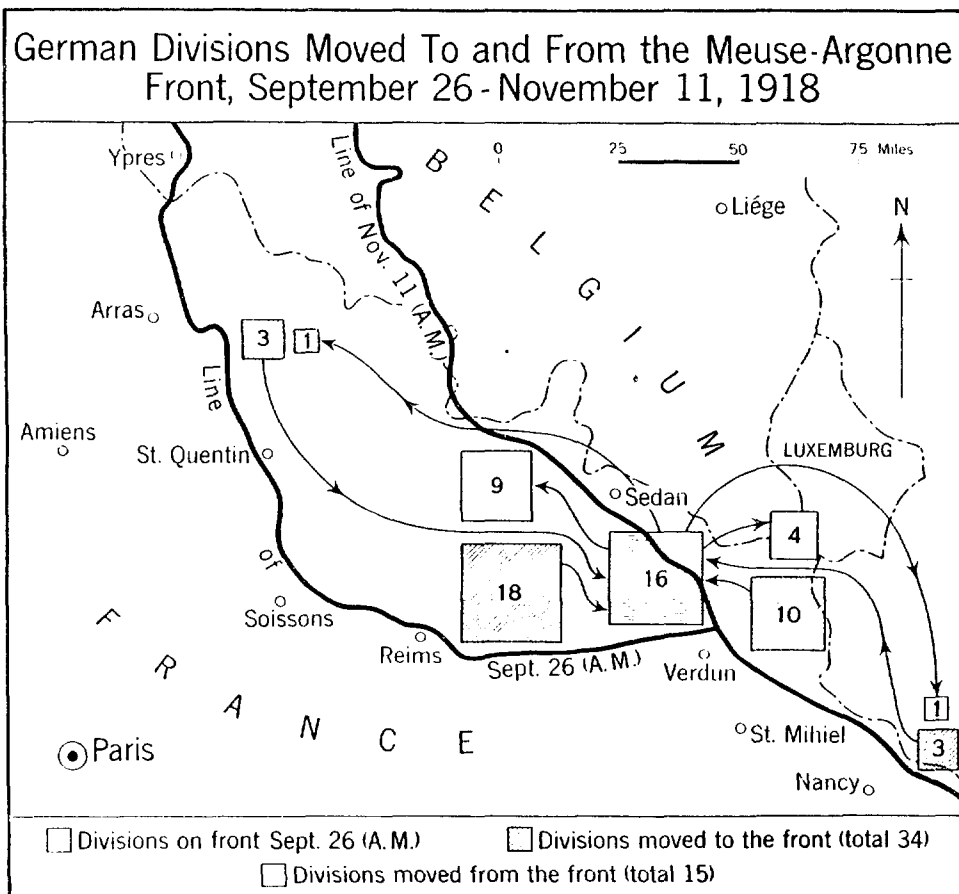 German Divisions Moved To and From the Meuse-Argonne
Front, September 26 - November 11, 1918
0 25 50 75 Miles
Ypres
Line of Nov. 11 (A.M.)
BELGIUM
Liége
N
Arras
3
1
Line
of
Sept. 26 (A.M.)
Amiens
St. Quentin
LUXEMBURG
9
Sedan
4
18
16
10
Soissons
Reims
Verdun
FRANCE
1
St. Mihiel
3
Paris
Nancy
Divisions on front Sept. 26 (A.M.)
Divisions moved to the front (total 34)
Divisions moved from the front (total 15)